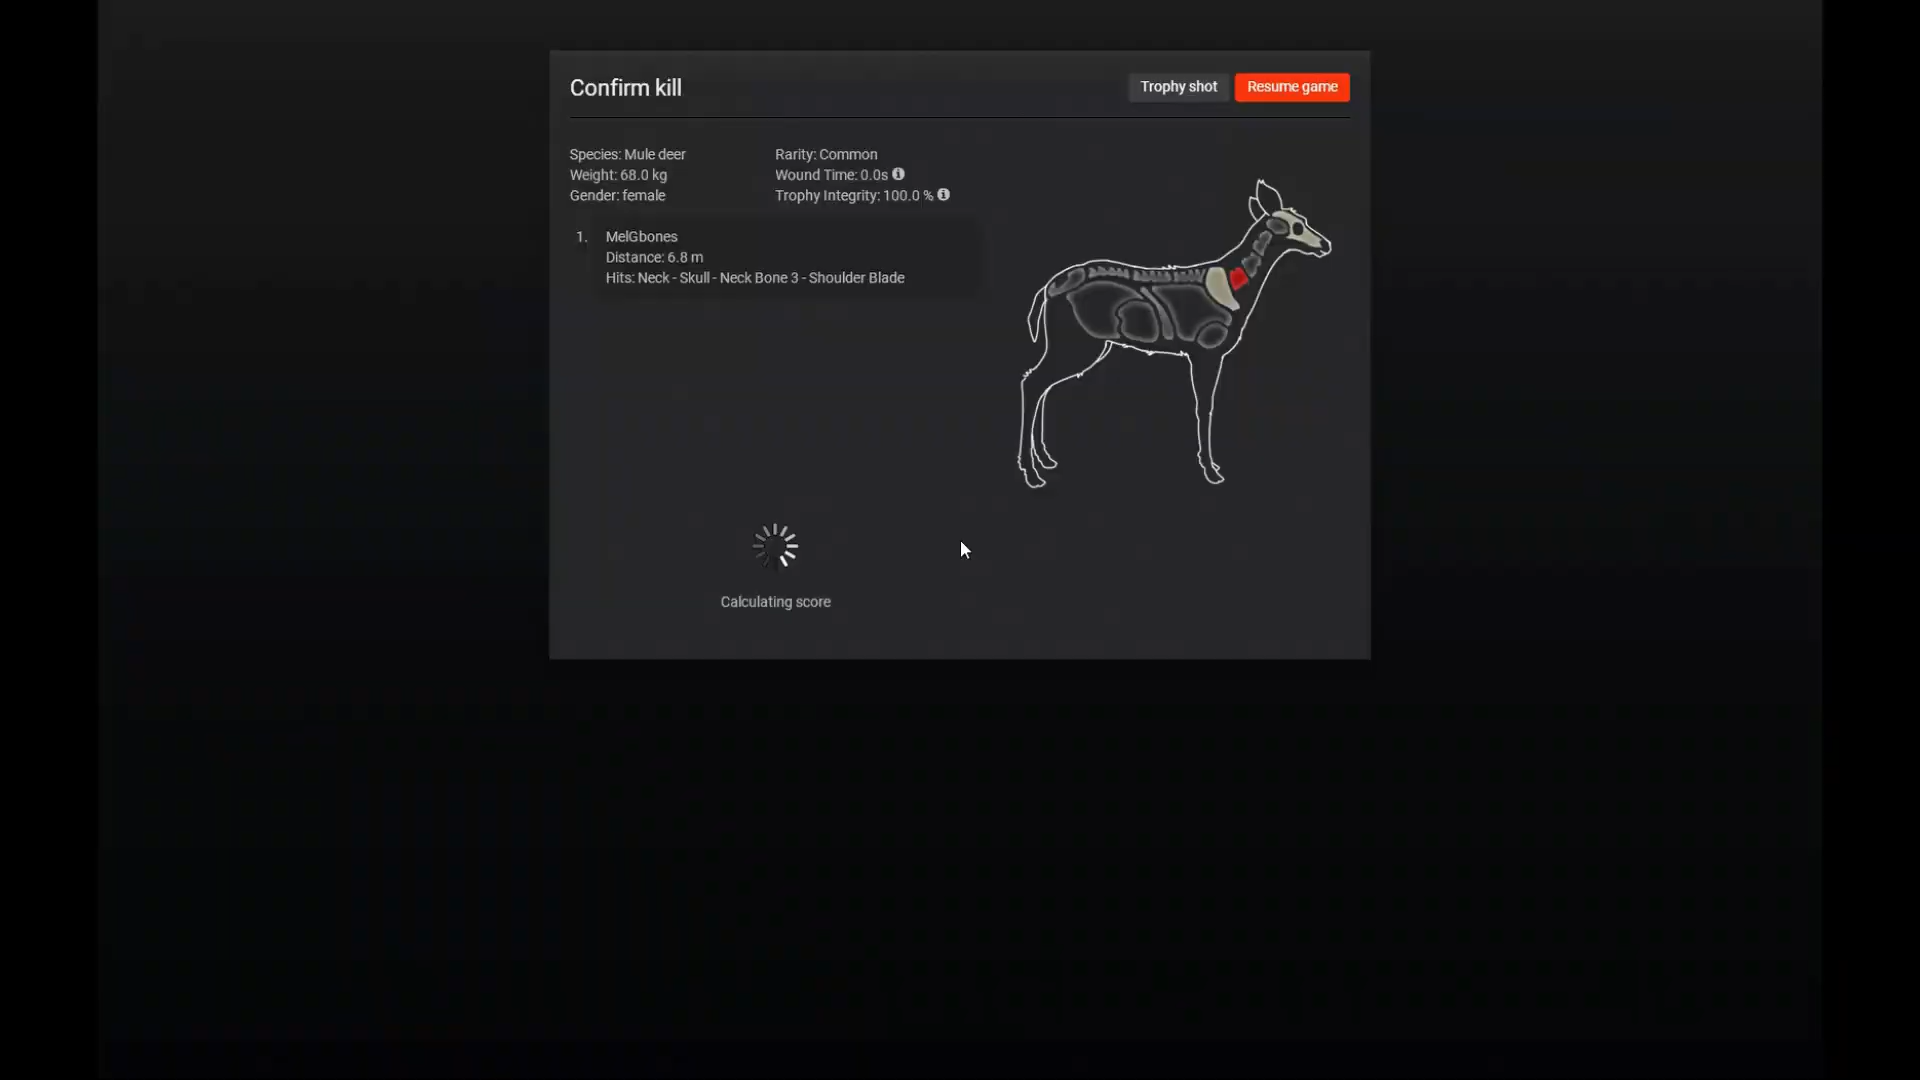 Confirm kill
Trophy shot
Resume game
Species: Mule deer
Weight: 68.0 kg
Gender: female
Rarity: Common
Wound Time: 0.0s
Trophy Integrity: 100.0 %
1. MelGbones
Distance: 6.8 m
Hits: Neck - Skull - Neck Bone 3 - Shoulder Blade
Calculating score